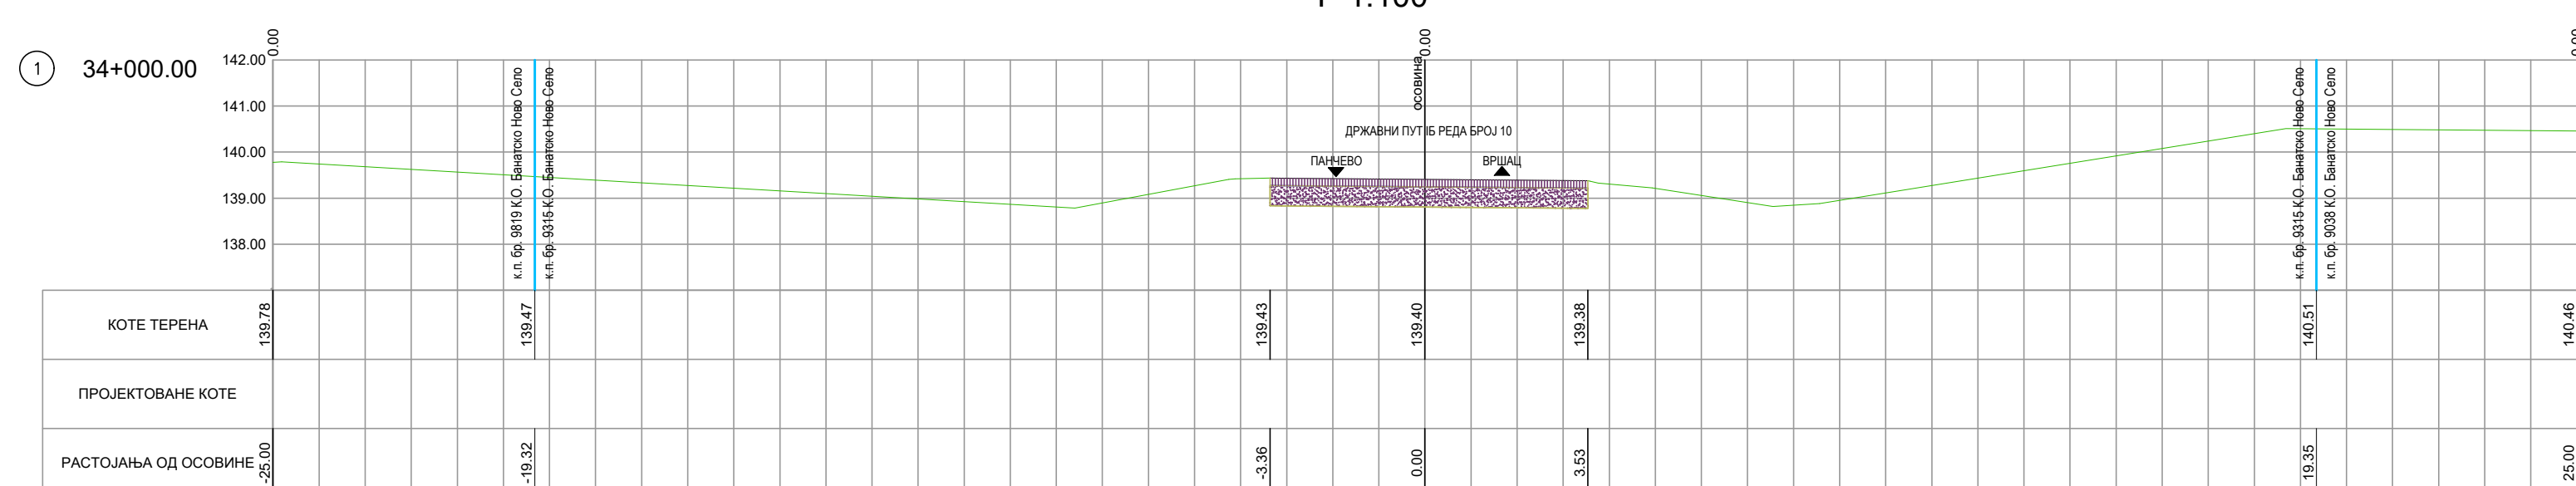 1 34+000.00
0.00
0.00
142.00
141.00
140.00
139.00
138.00
к.п. бр. 9819 К.О. Банатско Ново Село
к.п. бр. 9315 К.О. Банатско Ново Село
осовина
ДРЖАВНИ ПУТ IБ РЕДА БРОЈ 10
ПАНЧЕВО
ВРШАЦ
к.п. бр. 9315 К.О. Банатско Ново Село
к.п. бр. 9038 К.О. Банатско Ново Село
КОТЕ ТЕРЕНА 139.78 139.47 139.43 139.40 139.38 140.51 140.46
ПРОЈЕКТОВАНЕ КОТЕ
РАСТОЈАЊА ОД ОСОВИНЕ -25.00 -19.32 -3.36 0.00 3.53 19.35 25.00